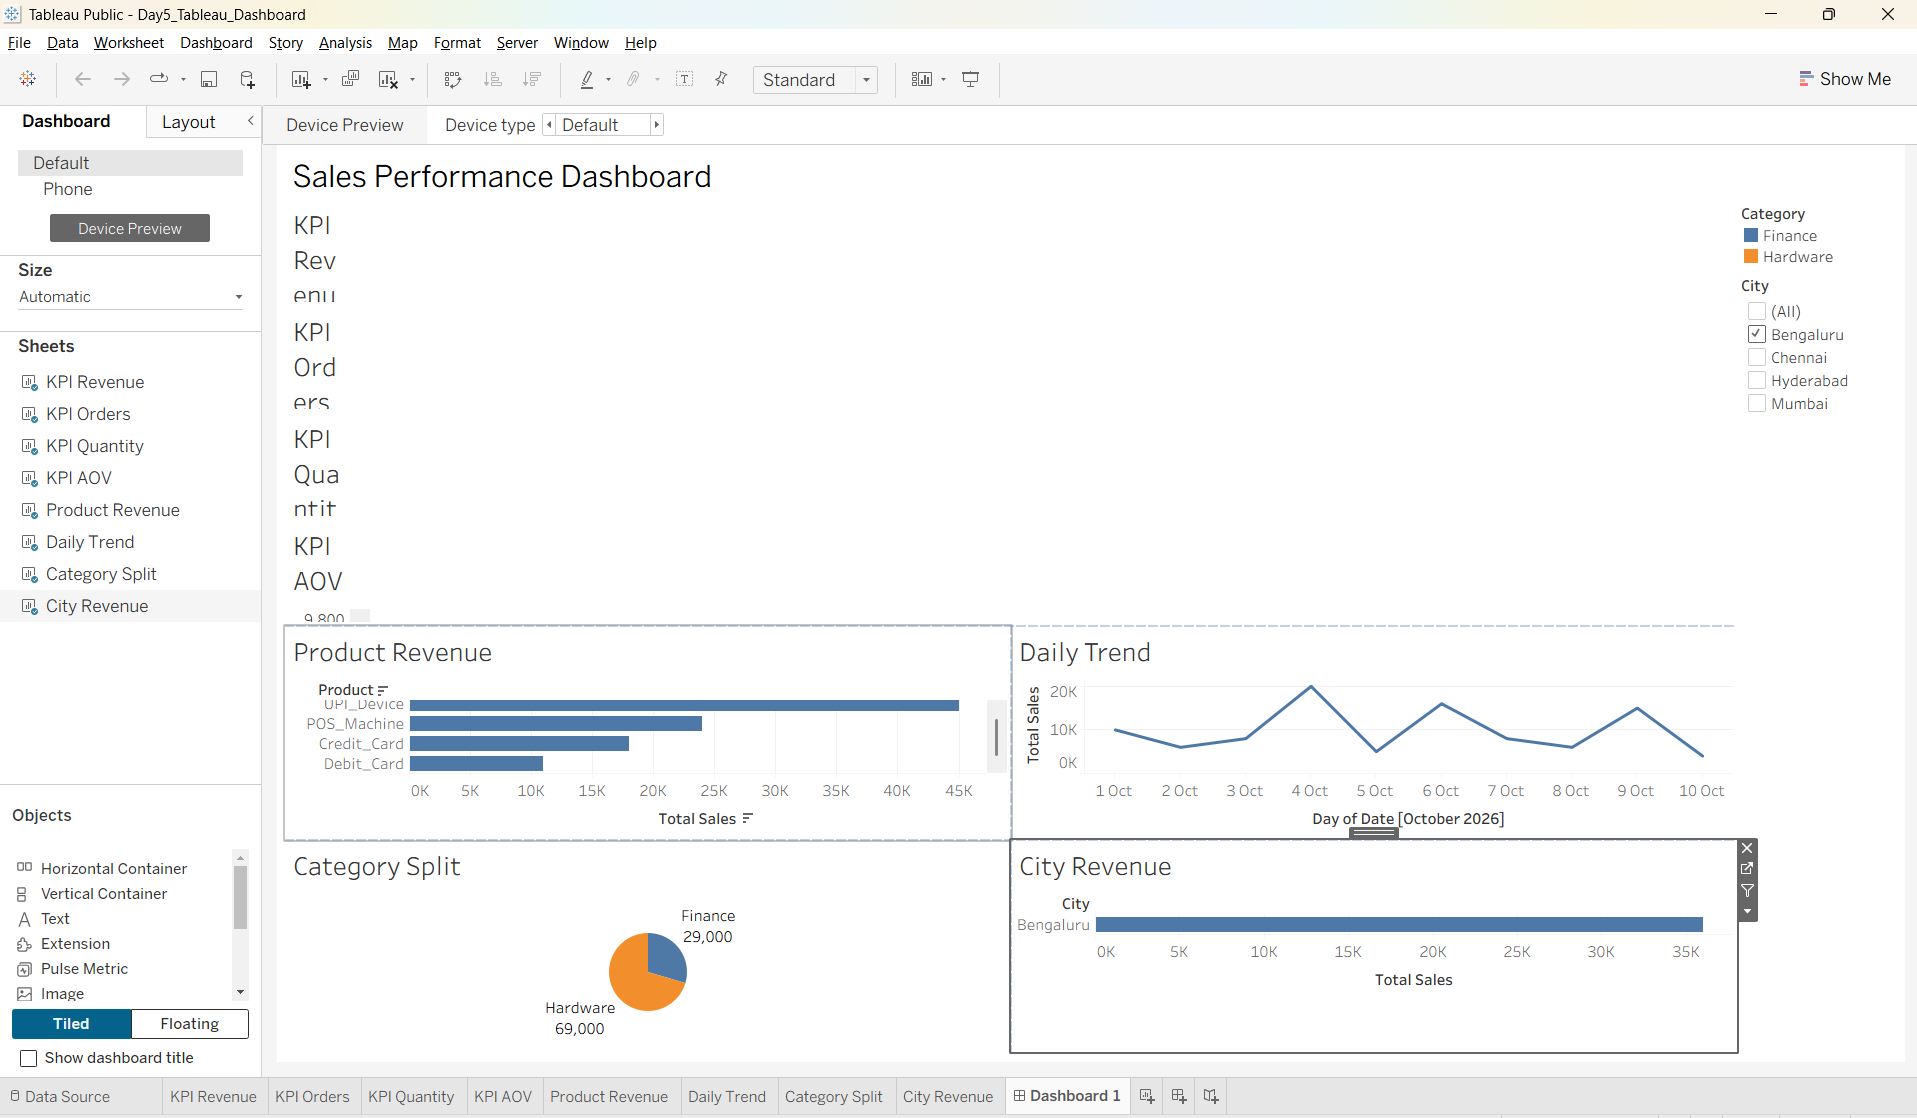 Tableau Public - Day5_Tableau_Dashboard
File Data Worksheet Dashboard Story Analysis Map Format Server Window Help
Standard
Show Me
Dashboard
Layout
Device Preview
Device type
Default
Default
Phone
Device Preview
Size
Automatic
Sheets
KPI Revenue
KPI Orders
KPI Quantity
KPI AOV
Product Revenue
Daily Trend
Category Split
City Revenue
Objects
Horizontal Container
Vertical Container
Text
Extension
Pulse Metric
Image
Tiled
Floating
Show dashboard title
Sales Performance Dashboard
KPI
Rev
enu
KPI
Ord
ers
KPI
Qua
ntit
KPI
AOV
9,800
Category
Finance
Hardware
City
(All)
Bengaluru
Chennai
Hyderabad
Mumbai
Product Revenue
Product
UPI_Device
POS_Machine
Credit_Card
Debit_Card
0K 5K 10K 15K 20K 25K 30K 35K 40K 45K
Total Sales
Daily Trend
Total Sales
20K
10K
0K
1 Oct 2 Oct 3 Oct 4 Oct 5 Oct 6 Oct 7 Oct 8 Oct 9 Oct 10 Oct
Day of Date [October 2026]
Category Split
Finance
29,000
Hardware
69,000
City Revenue
City
Bengaluru
0K 5K 10K 15K 20K 25K 30K 35K
Total Sales
Data Source KPI Revenue KPI Orders KPI Quantity KPI AOV Product Revenue Daily Trend Category Split City Revenue Dashboard 1